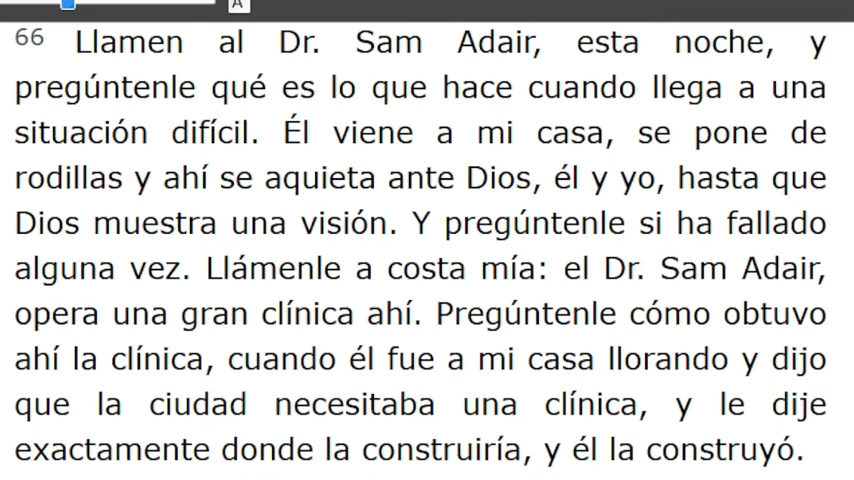 A
66 Llamen al Dr. Sam Adair, esta noche, y
pregúntenle qué es lo que hace cuando llega a una
situación difícil. Él viene a mi casa, se pone de
rodillas y ahí se aquieta ante Dios, él y yo, hasta que
Dios muestra una visión. Y pregúntenle si ha fallado
alguna vez. Llámenle a costa mía: el Dr. Sam Adair,
opera una gran clínica ahí. Pregúntenle cómo obtuvo
ahí la clínica, cuando él fue a mi casa llorando y dijo
que la ciudad necesitaba una clínica, y le dije
exactamente donde la construiría, y él la construyó.